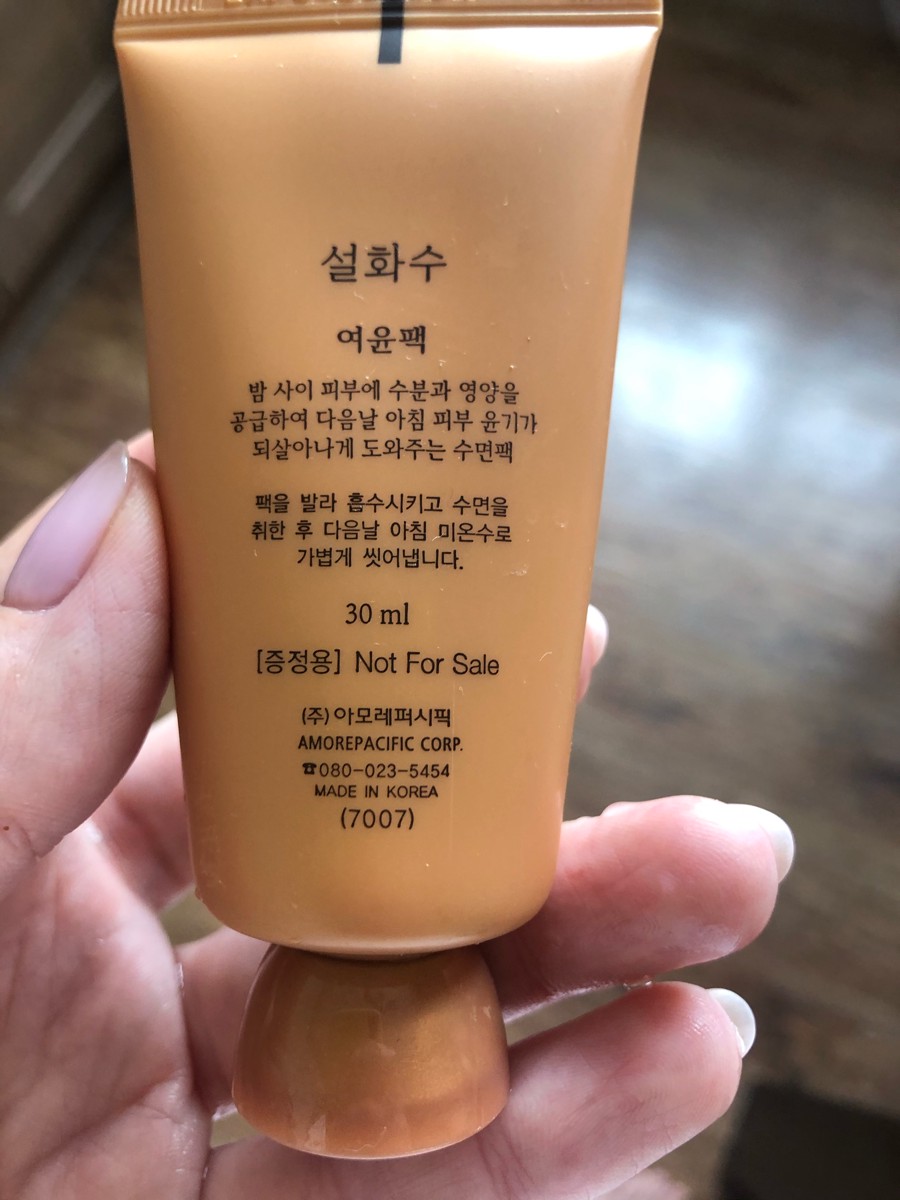 설화수
여윤팩
밤 사이 피부에 수분과 영양을
공급하여 다음날 아침 피부 윤기가
되살아나게 도와주는 수면팩
팩을 발라 흡수시키고 수면을
취한 후 다음날 아침 미온수로
가볍게 씻어냅니다.
30 ml
[증정용] Not For Sale
(주)아모레퍼시픽
AMOREPACIFIC CORP.
☎080-023-5454
MADE IN KOREA
(7007)